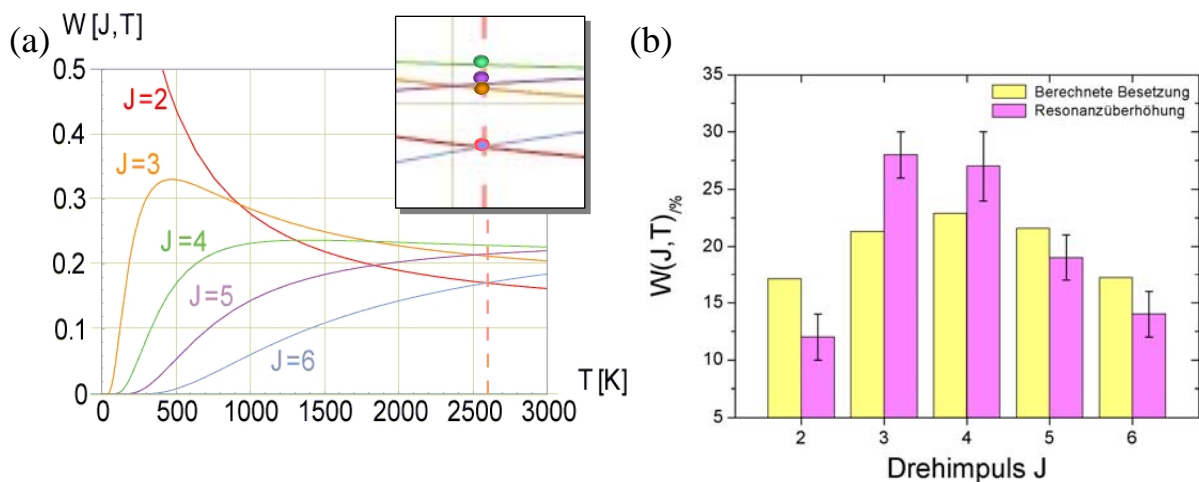 (a)
W [J,T]
0.5
0.4
0.3
0.2
0.1
0
J=2
J=3
J=4
J=5
J=6
T [K]
0 500 1000 1500 2000 2500 3000
(b)
W(J,T)/%
35
30
25
20
15
10
5
Berechnete Besetzung
Resonanzüberhöhung
2 3 4 5 6
Drehimpuls J